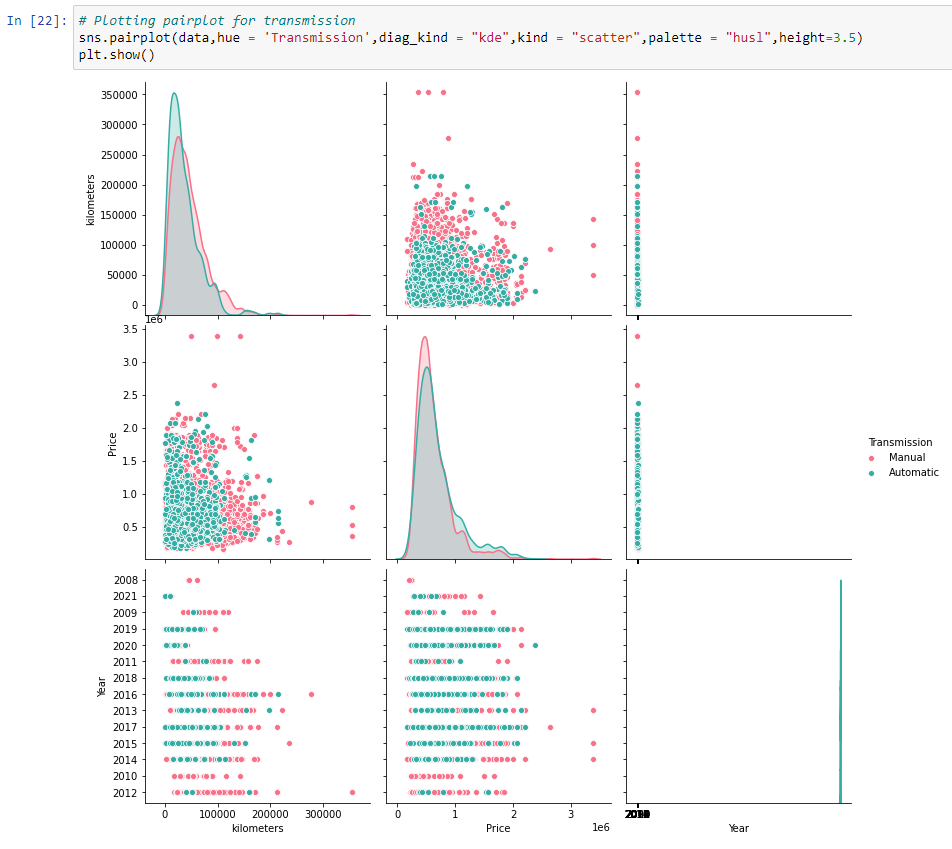 In [22]:
# Plotting pairplot for transmission
sns.pairplot(data,hue = 'Transmission',diag_kind = "kde",kind = "scatter",palette = "husl",height=3.5)
plt.show()
350000
300000
250000
200000
150000
100000
50000
0
kilometers
1e6
3.5
3.0
2.5
2.0
1.5
1.0
0.5
Price
Transmission
Manual
Automatic
2008
2021
2009
2019
2020
2011
2018
2016
2013
2017
2015
2014
2010
2012
Year
0 100000 200000 300000
kilometers
0 1 2 3
1e6
Price
Year